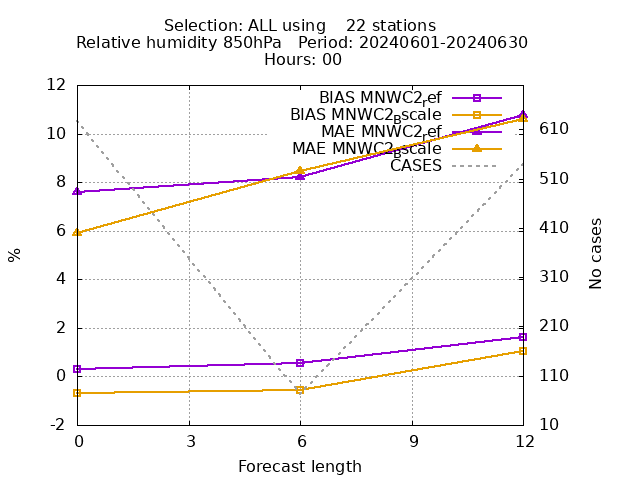 Selection: ALL using 22 stations
Relative humidity 850hPa Period: 20240601-20240630
Hours: 00
BIAS MNWC2_ref
BIAS MNWC2_Bscale
MAE MNWC2_ref
MAE MNWC2_Bscale
CASES
12
10
8
6
4
2
0
-2
610
510
410
310
210
110
10
%
No cases
0 3 6 9 12
Forecast length